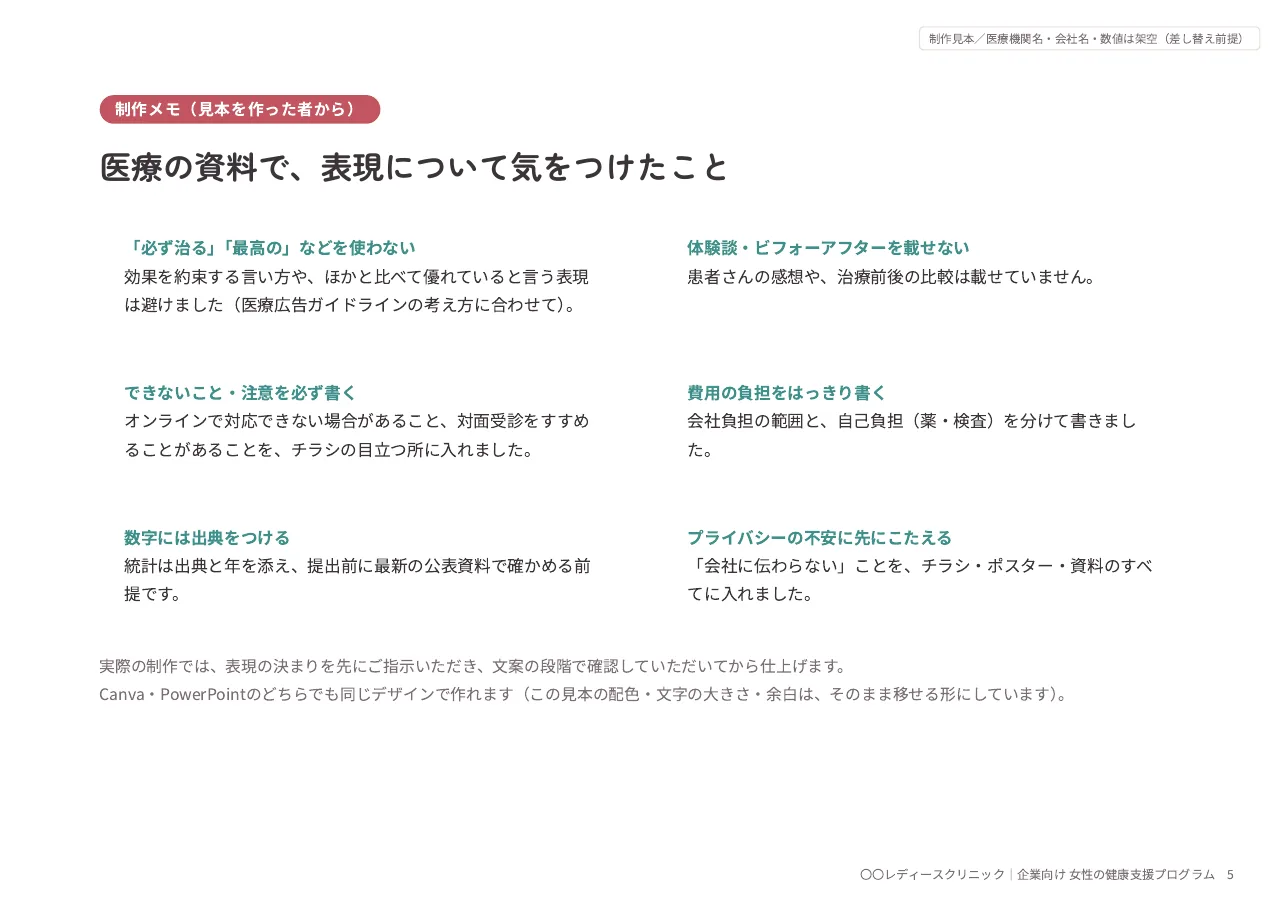 制作見本／医療機関名・会社名・数値は架空（差し替え前提）
制作メモ（見本を作った者から）
医療の資料で、表現について気をつけたこと
「必ず治る」「最高の」などを使わない
効果を約束する言い方や、ほかと比べて優れていると言う表現
は避けました（医療広告ガイドラインの考え方に合わせて）。
体験談・ビフォーアフターを載せない
患者さんの感想や、治療前後の比較は載せていません。
できないこと・注意を必ず書く
オンラインで対応できない場合があること、対面受診をすすめ
ることがあることを、チラシの目立つ所に入れました。
費用の負担をはっきり書く
会社負担の範囲と、自己負担（薬・検査）を分けて書きまし
た。
数字には出典をつける
統計は出典と年を添え、提出前に最新の公表資料で確かめる前
提です。
プライバシーの不安に先にこたえる
「会社に伝わらない」ことを、チラシ・ポスター・資料のすべ
てに入れました。
実際の制作では、表現の決まりを先にご指示いただき、文案の段階で確認していただいてから仕上げます。
Canva・PowerPointのどちらでも同じデザインで作れます（この見本の配色・文字の大きさ・余白は、そのまま移せる形にしています）。
〇〇レディースクリニック｜企業向け 女性の健康支援プログラム 5